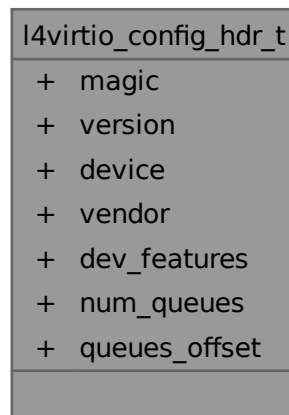 l4virtio_config_hdr_t
+ magic
+ version
+ device
+ vendor
+ dev_features
+ num_queues
+ queues_offset